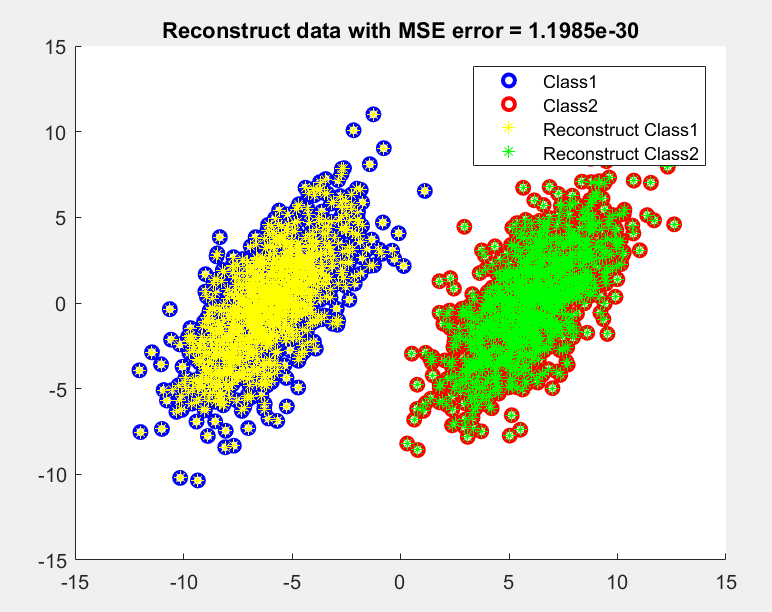 Reconstruct data with MSE error = 1.1985e-30
Class1
Class2
Reconstruct Class1
Reconstruct Class2
15
10
5
0
-5
-10
-15
-15 -10 -5 0 5 10 15